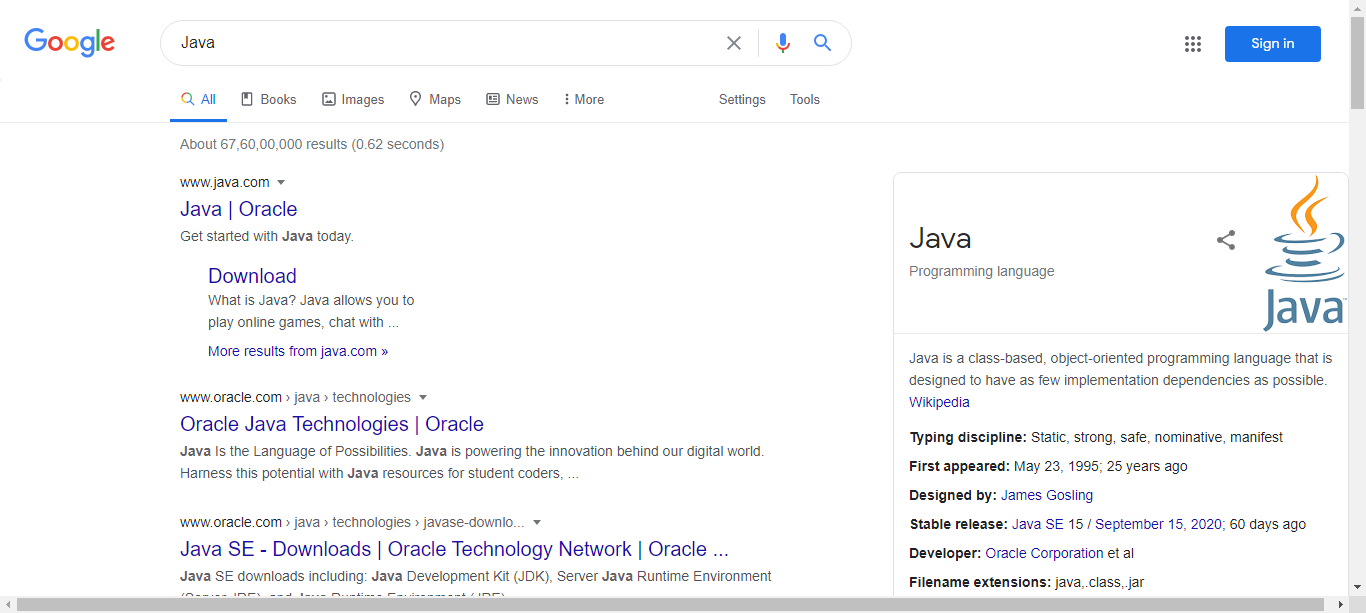 Google
Java
Sign in
All
Books
Images
Maps
News
More
Settings
Tools
About 67,60,00,000 results (0.62 seconds)
www.java.com
Java | Oracle
Get started with Java today.
Download
What is Java? Java allows you to
play online games, chat with ...
More results from java.com »
www.oracle.com › java › technologies
Oracle Java Technologies | Oracle
Java Is the Language of Possibilities. Java is powering the innovation behind our digital world.
Harness this potential with Java resources for student coders, ...
www.oracle.com › java › technologies › javase-downlo...
Java SE - Downloads | Oracle Technology Network | Oracle ...
Java SE downloads including: Java Development Kit (JDK), Server Java Runtime Environment
Java
Programming language
Java
Java is a class-based, object-oriented programming language that is
designed to have as few implementation dependencies as possible.
Wikipedia
Typing discipline: Static, strong, safe, nominative, manifest
First appeared: May 23, 1995; 25 years ago
Designed by: James Gosling
Stable release: Java SE 15 / September 15, 2020; 60 days ago
Developer: Oracle Corporation et al
Filename extensions: java,.class,.jar